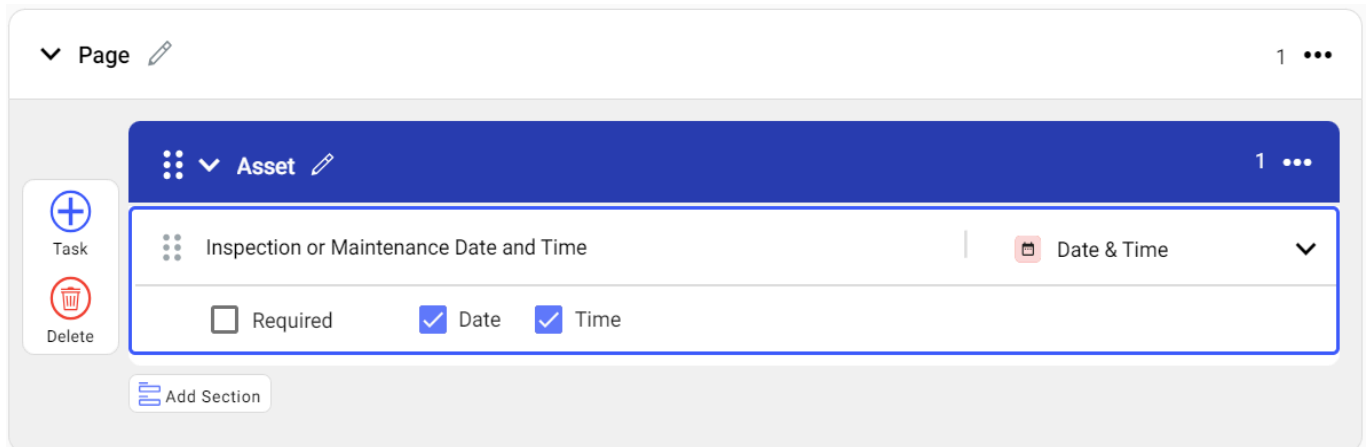 Page
1
Asset
1
Task
Inspection or Maintenance Date and Time
Date & Time
Delete
Required
Date
Time
Add Section